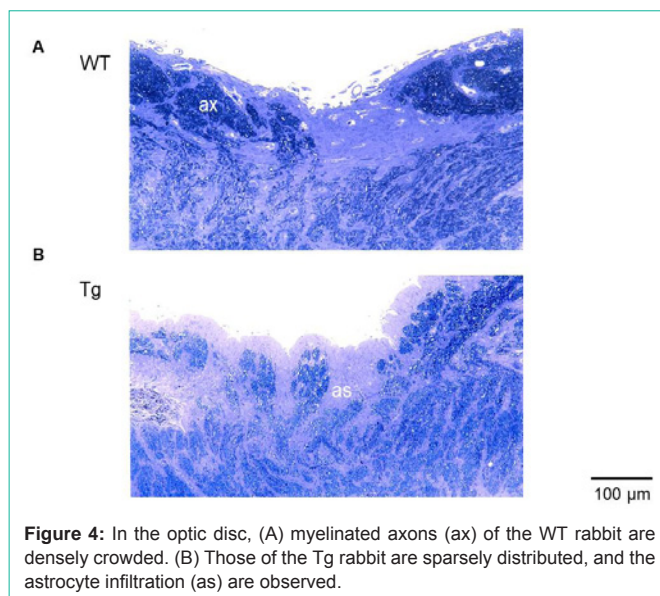 A
WT
ax
B
Tg
as
100 μm
Figure 4: In the optic disc, (A) myelinated axons (ax) of the WT rabbit are
densely crowded. (B) Those of the Tg rabbit are sparsely distributed, and the
astrocyte infiltration (as) are observed.